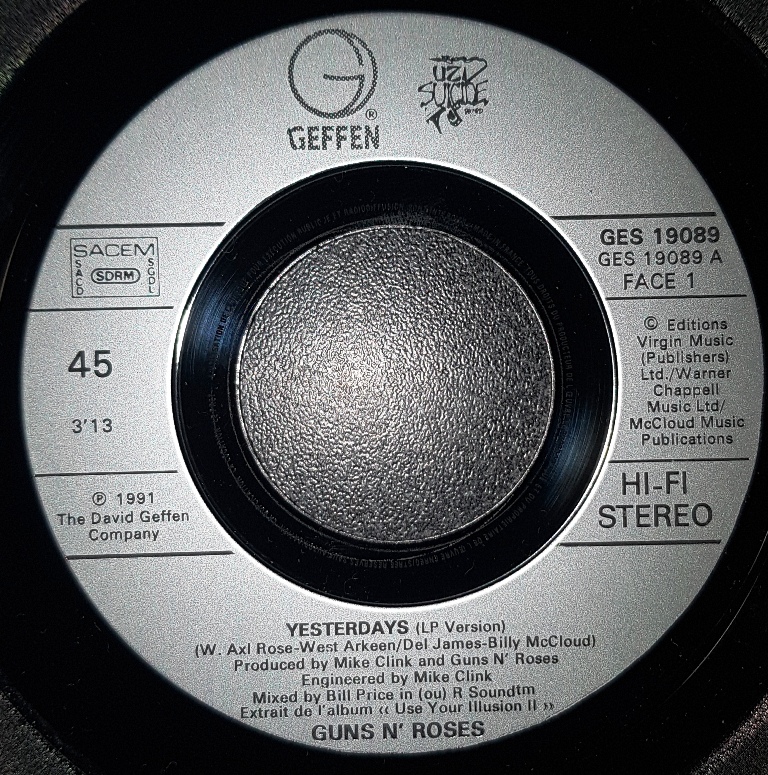 G
®
GEFFEN
UZI
SUICIDE
SACEM
SACD
SDRM
SGDL
GES 19089
GES 19089 A
FACE 1
45
3'13
© Editions
Virgin Music
(Publishers)
Ltd./Warner
Chappell
Music Ltd/
McCloud Music
Publications
℗ 1991
The David Geffen
Company
HI-FI
STEREO
YESTERDAYS (LP Version)
(W. Axl Rose-West Arkeen/Del James-Billy McCloud)
Produced by Mike Clink and Guns N' Roses
Engineered by Mike Clink
Mixed by Bill Price in (ou) R Soundtm
Extrait de l'album ‹‹ Use Your Illusion II ››
GUNS N' ROSES